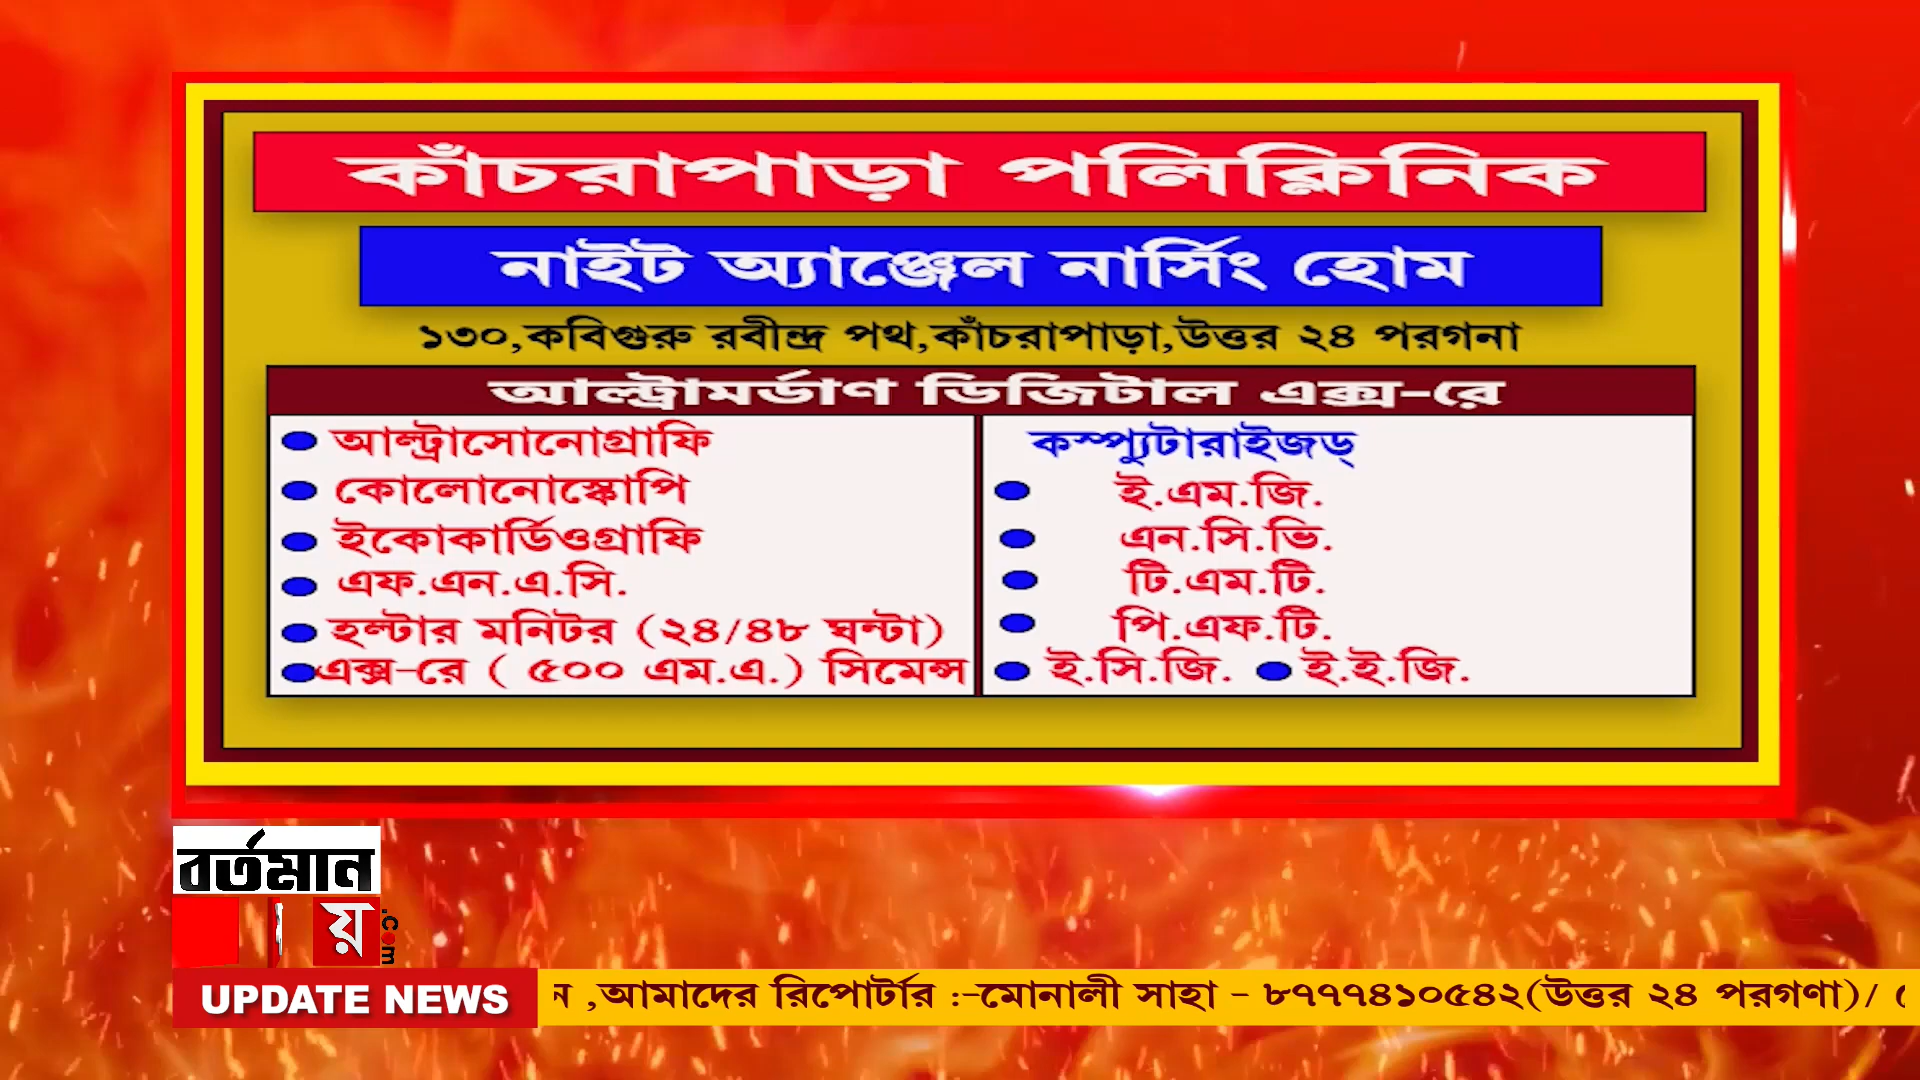 কাঁচরাপাড়া পলিক্লিনিক
নাইট অ্যাঞ্জেল নার্সিং হোম
১৩০,কবিগুরু রবীন্দ্র পথ,কাঁচরাপাড়া,উত্তর ২৪ পরগনা
আল্ট্রামর্ডাণ ডিজিটাল এক্স-রে
আল্ট্রাসোনোগ্রাফি
কোলোনোস্কোপি
ইকোকার্ডিওগ্রাফি
এফ.এন.এ.সি.
হল্টার মনিটর (২৪/৪৮ ঘন্টা)
এক্স-রে ( ৫০০ এম.এ.) সিমেন্স
কম্প্যুটারাইজড্
ই.এম.জি.
এন.সি.ভি.
টি.এম.টি.
পি.এফ.টি.
ই.সি.জি. ই.ই.জি.
বর্তমান
য় .com
UPDATE NEWS
ন ,আমাদের রিপোর্টার :-মোনালী সাহা - ৮৭৭৭৪১০৫৪২(উত্তর ২৪ পরগণা)/